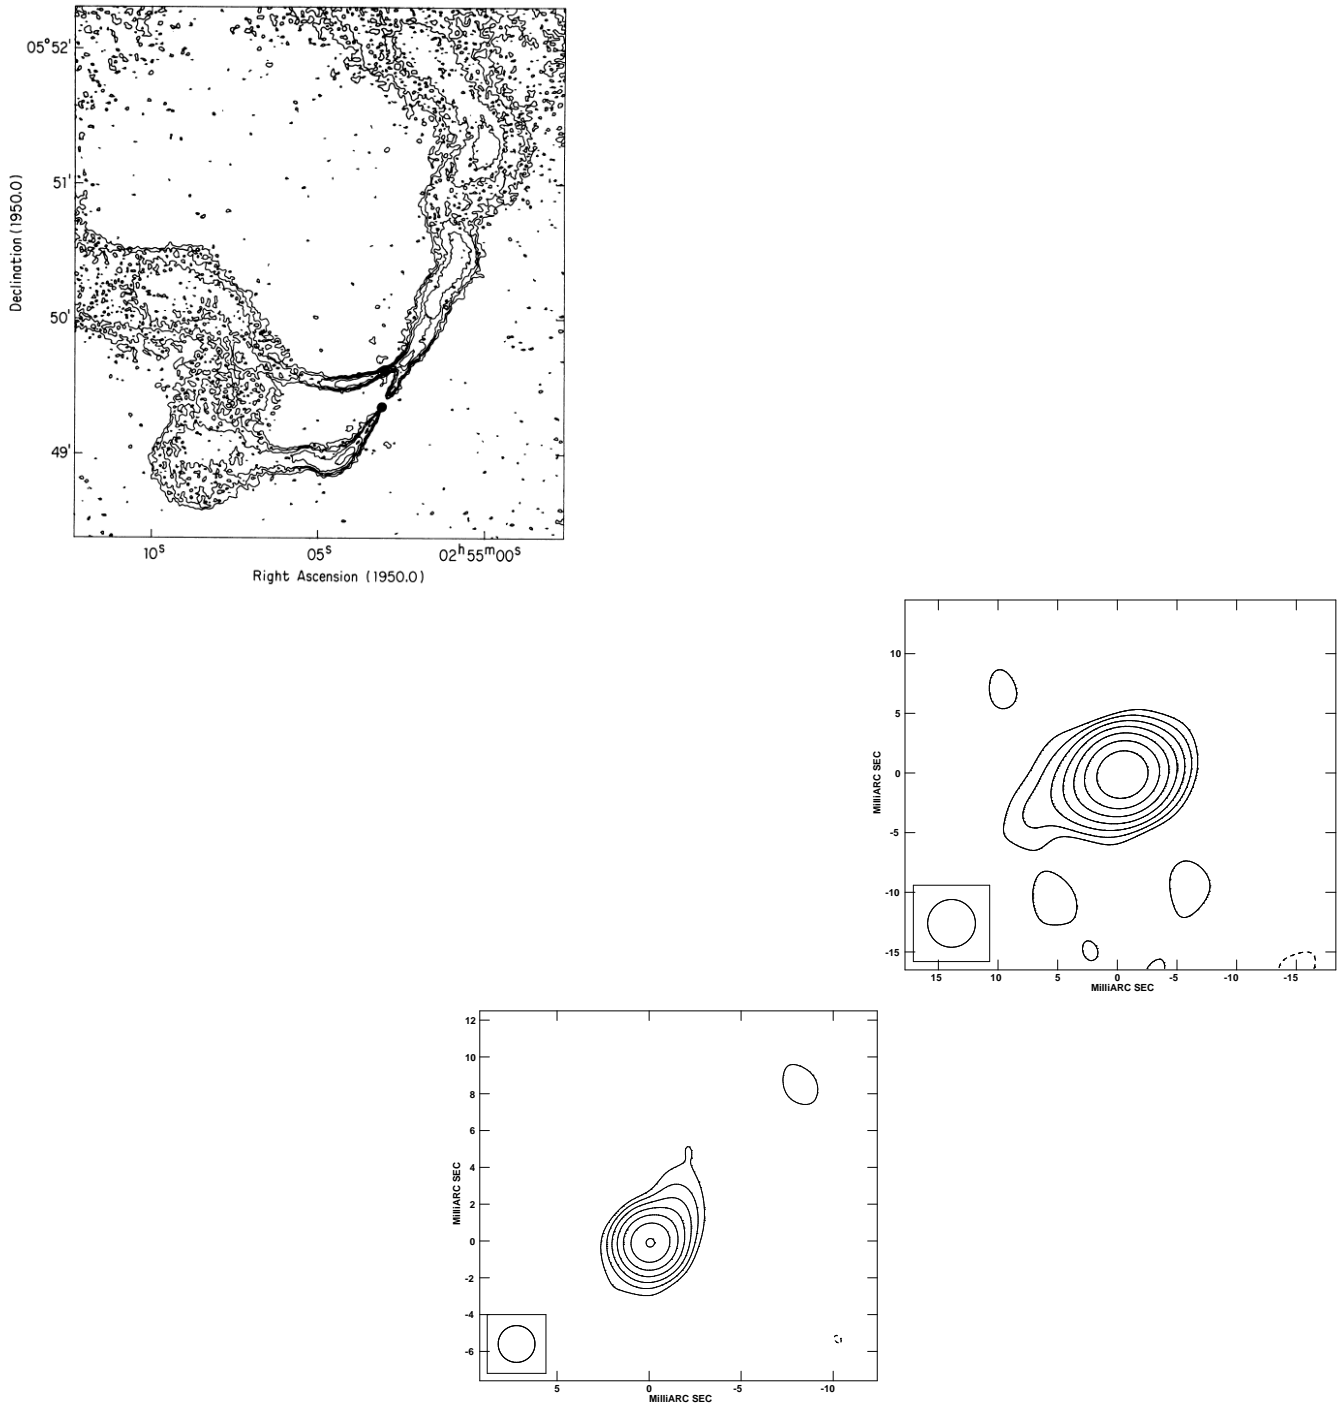 05°52'
51'
50'
49'
Declination (1950.0)
10s 05s 02h55m00s
Right Ascension (1950.0)
10
5
0
-5
-10
-15
MilliARC SEC
15 10 5 0 -5 -10 -15
MilliARC SEC
12
10
8
6
4
2
0
-2
-4
-6
MilliARC SEC
5 0 -5 -10
MilliARC SEC